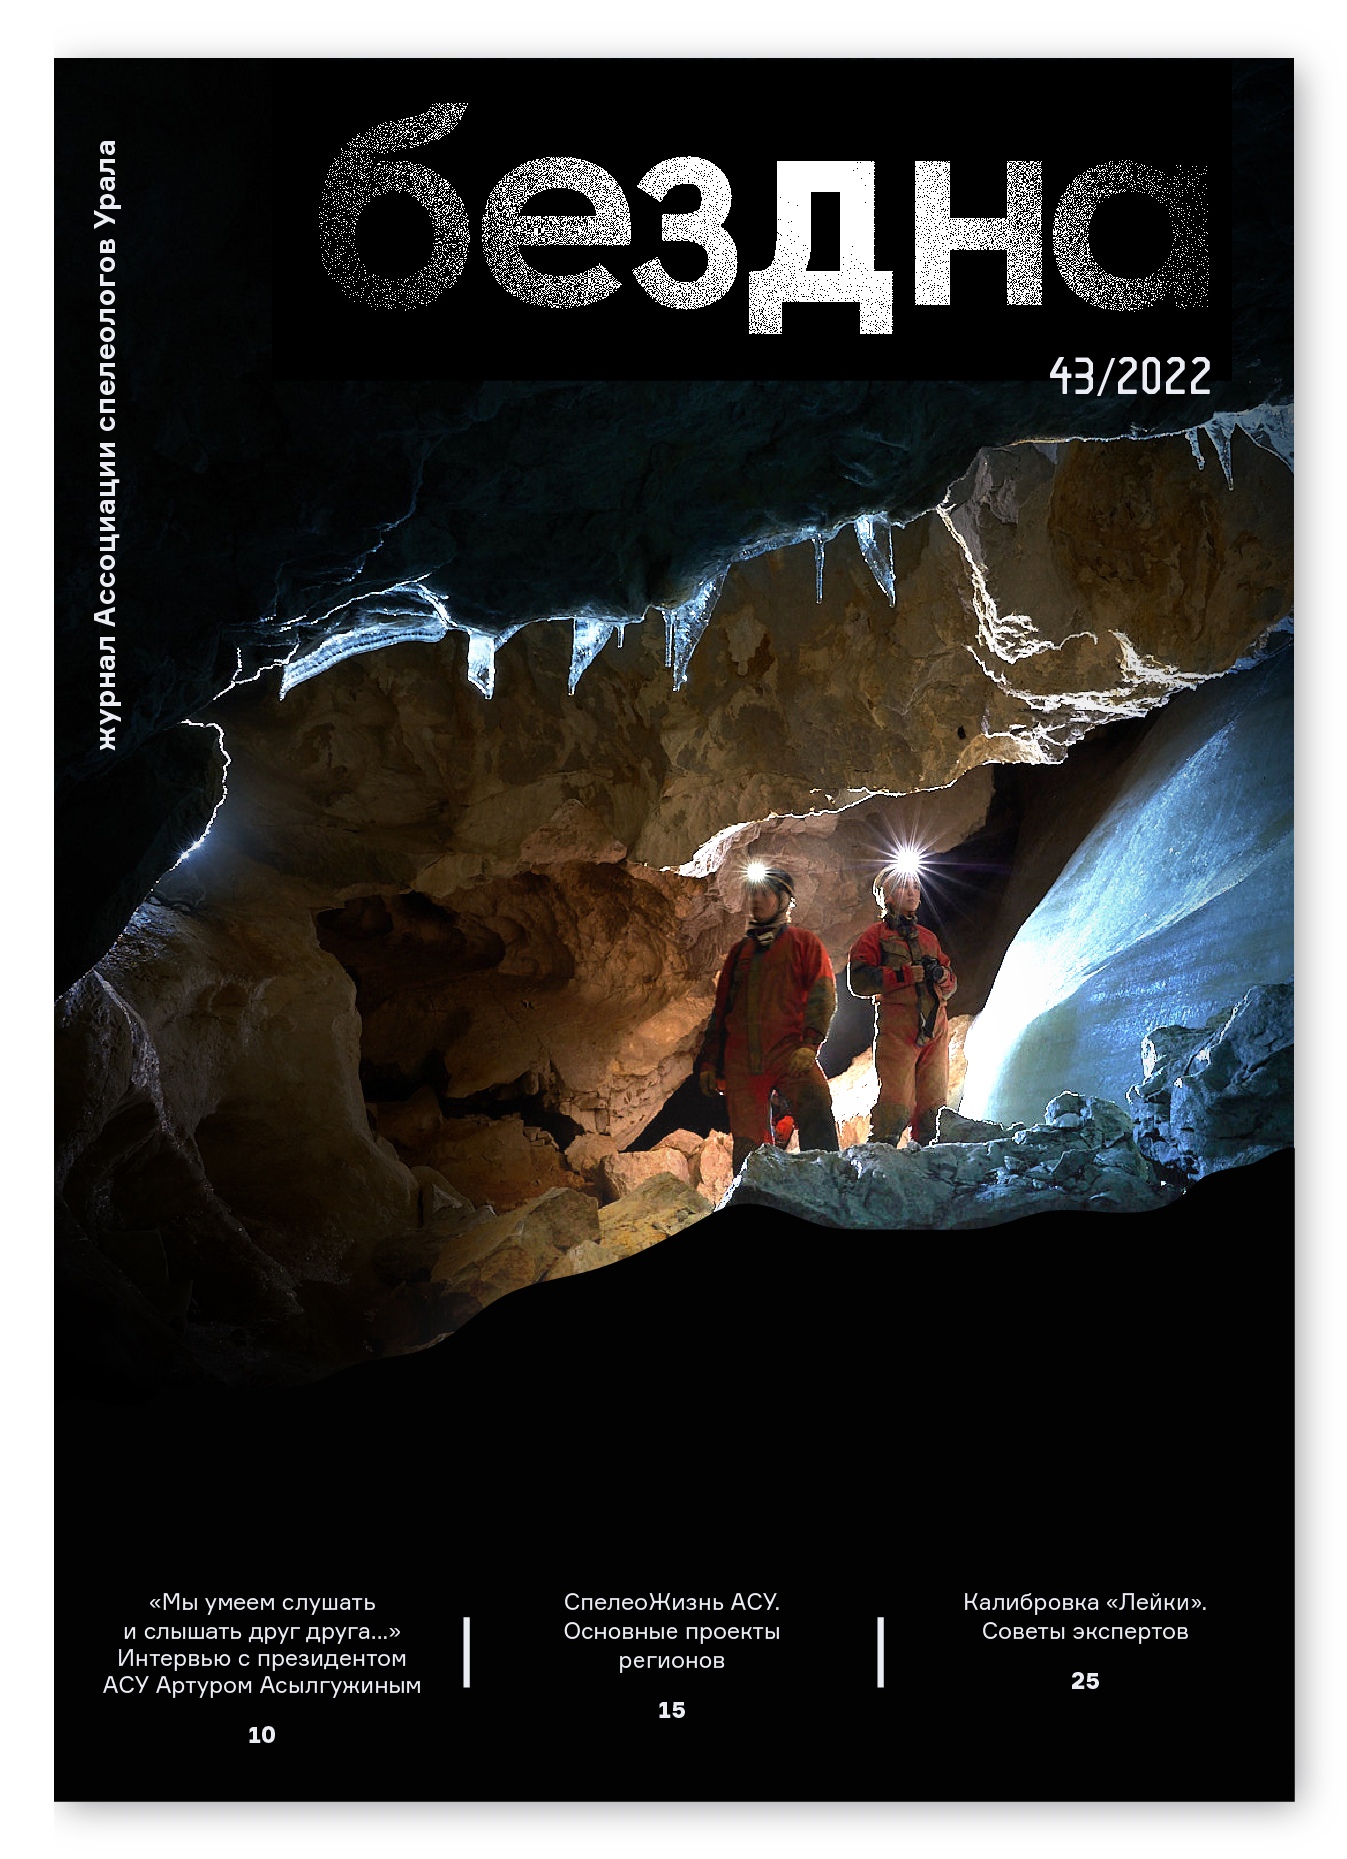 журнал Ассоциации спелеологов Урала
бездна
43/2022
«Мы умеем слушать
и слышать друг друга...»
Интервью с президентом
АСУ Артуром Асылгужиным
10
СпелеоЖизнь АСУ.
Основные проекты
регионов
15
Калибровка «Лейки».
Советы экспертов
25